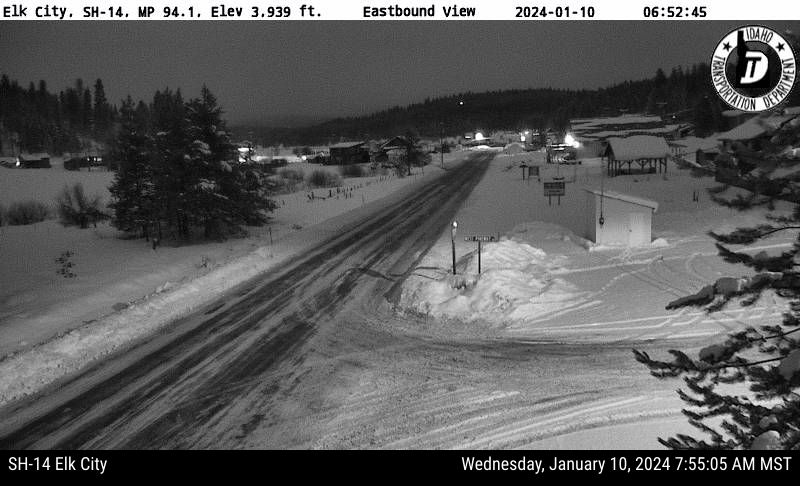 Elk City, SH-14, MP 94.1, Elev 3,939 ft. Eastbound View 2024-01-10 06:52:45
IDAHO
TRANSPORTATION DEPARTMENT
SH-14 Elk City Wednesday, January 10, 2024 7:55:05 AM MST